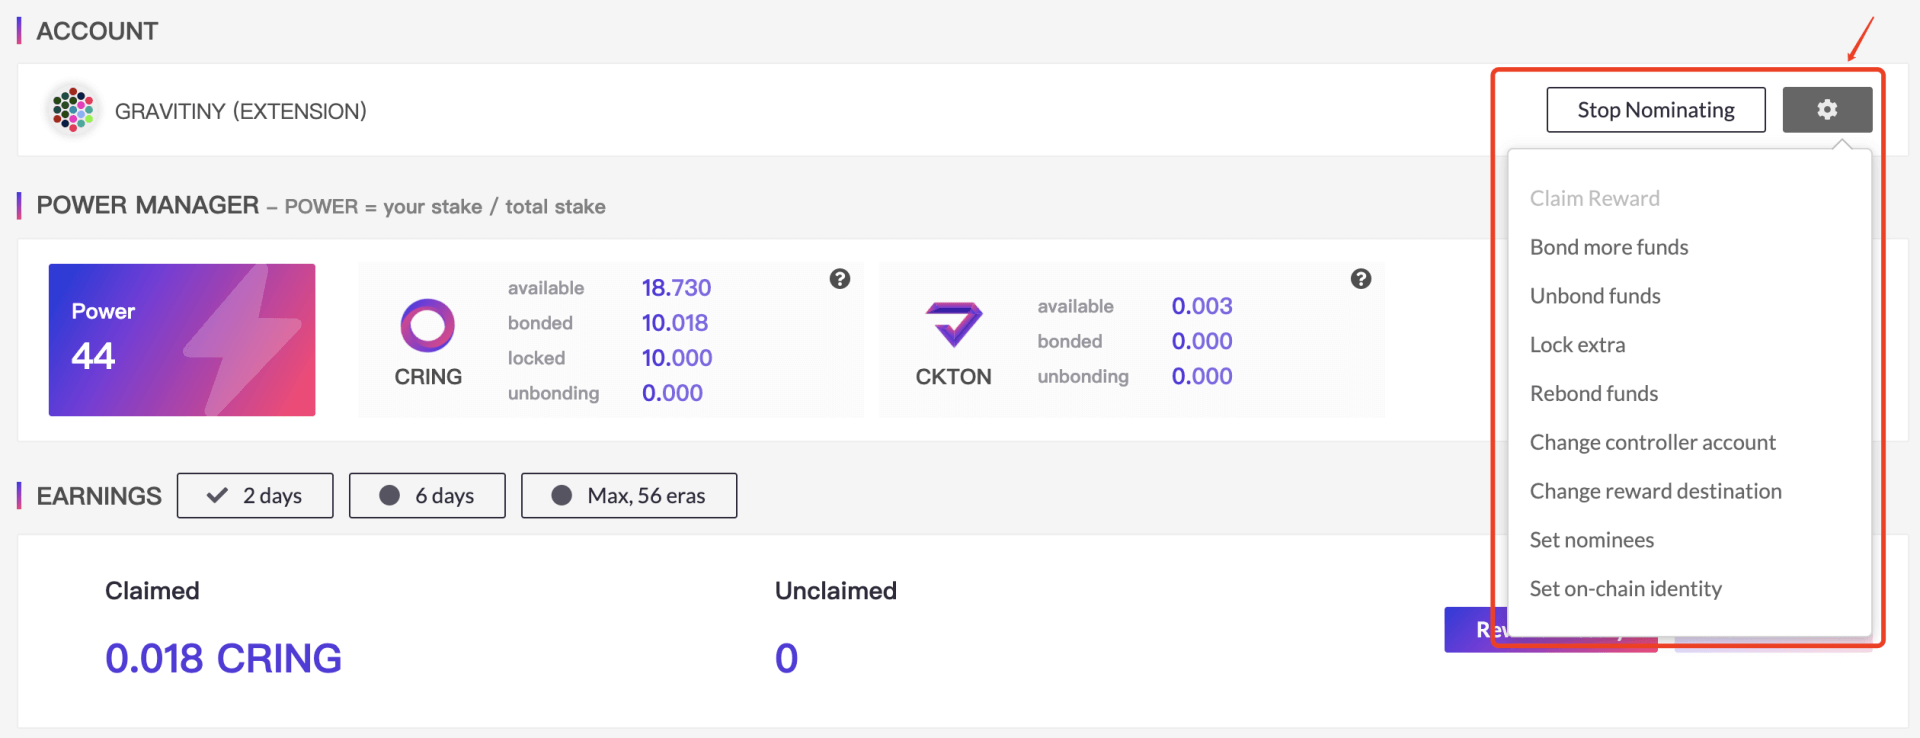 ACCOUNT
GRAVITINY (EXTENSION)
Stop Nominating
Claim Reward
Bond more funds
Unbond funds
Lock extra
Rebond funds
Change controller account
Change reward destination
Set nominees
Set on-chain identity
POWER MANAGER – POWER = your stake / total stake
Power
44
CRING
available 18.730
bonded 10.018
locked 10.000
unbonding 0.000
CKTON
available 0.003
bonded 0.000
unbonding 0.000
EARNINGS 2 days 6 days Max, 56 eras
Claimed
0.018 CRING
Unclaimed
0